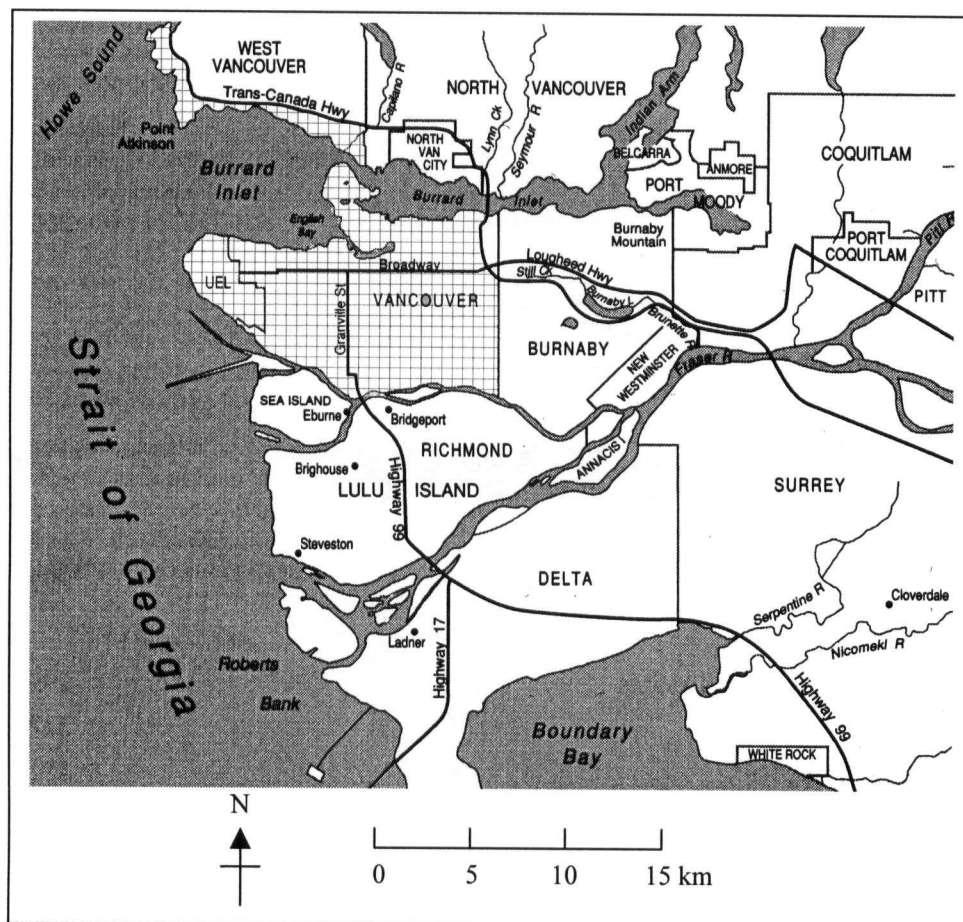 Howe Sound
WEST
VANCOUVER
Trans-Canada Hwy
Capilano R
NORTH VANCOUVER
Lynn Ck
Seymour R
Indian Arm
Point
Atkinson
NORTH
VAN
CITY
BELCARRA
ANMORE
COQUITLAM
PORT
MOODY
Burrard
Inlet
Burrard Inlet
English
Bay
Burnaby
Mountain
PORT
COQUITLAM
Pitt R
PITT
UEL
Broadway
Lougheed Hwy
Still Ck
Burnaby L
Brunette R
VANCOUVER
Granville St
BURNABY
NEW
WESTMINSTER
Fraser R
SEA ISLAND
Eburne
Bridgeport
RICHMOND
Brighouse
LULU ISLAND
Highway 99
ANNACIS I
SURREY
Strait of Georgia
Steveston
DELTA
Serpentine R
Cloverdale
Ladner
Nicomekl R
Highway 17
Roberts
Bank
Highway 99
Boundary
Bay
WHITE ROCK
N
0 5 10 15 km